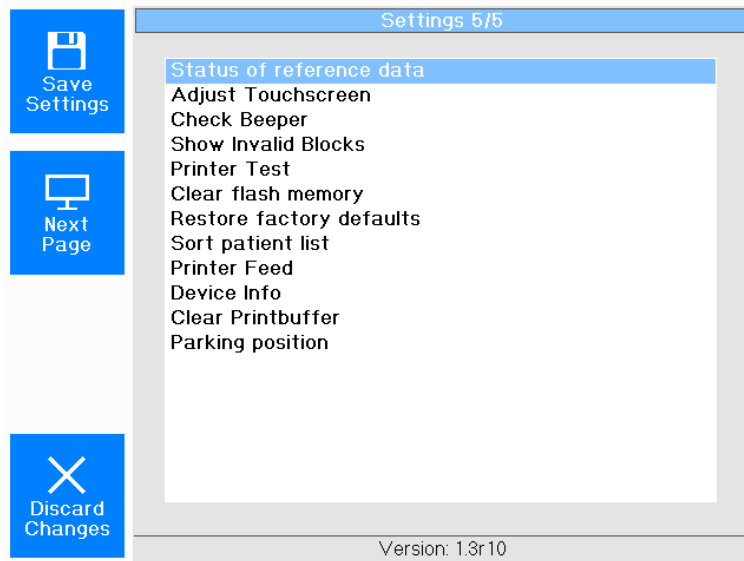 Settings 5/5
Save
Settings
Next
Page
Discard
Changes
Status of reference data
Adjust Touchscreen
Check Beeper
Show Invalid Blocks
Printer Test
Clear flash memory
Restore factory defaults
Sort patient list
Printer Feed
Device Info
Clear Printbuffer
Parking position
Version: 1.3r10